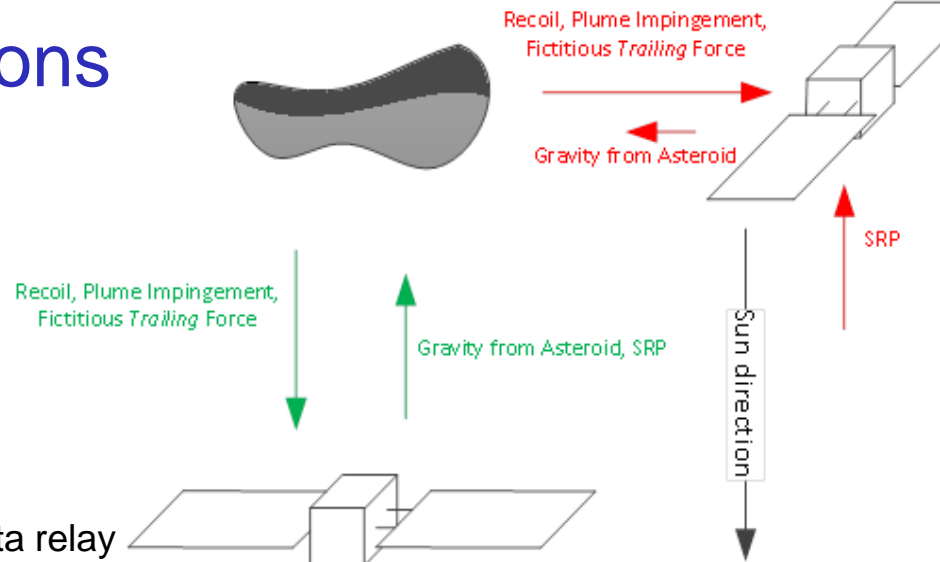 ons
Recoil, Plume Impingement,
Fictitious Trailing Force
Gravity from Asteroid
SRP
Recoil, Plume Impingement,
Fictitious Trailing Force
Gravity from Asteroid, SRP
Sun direction
ta relay